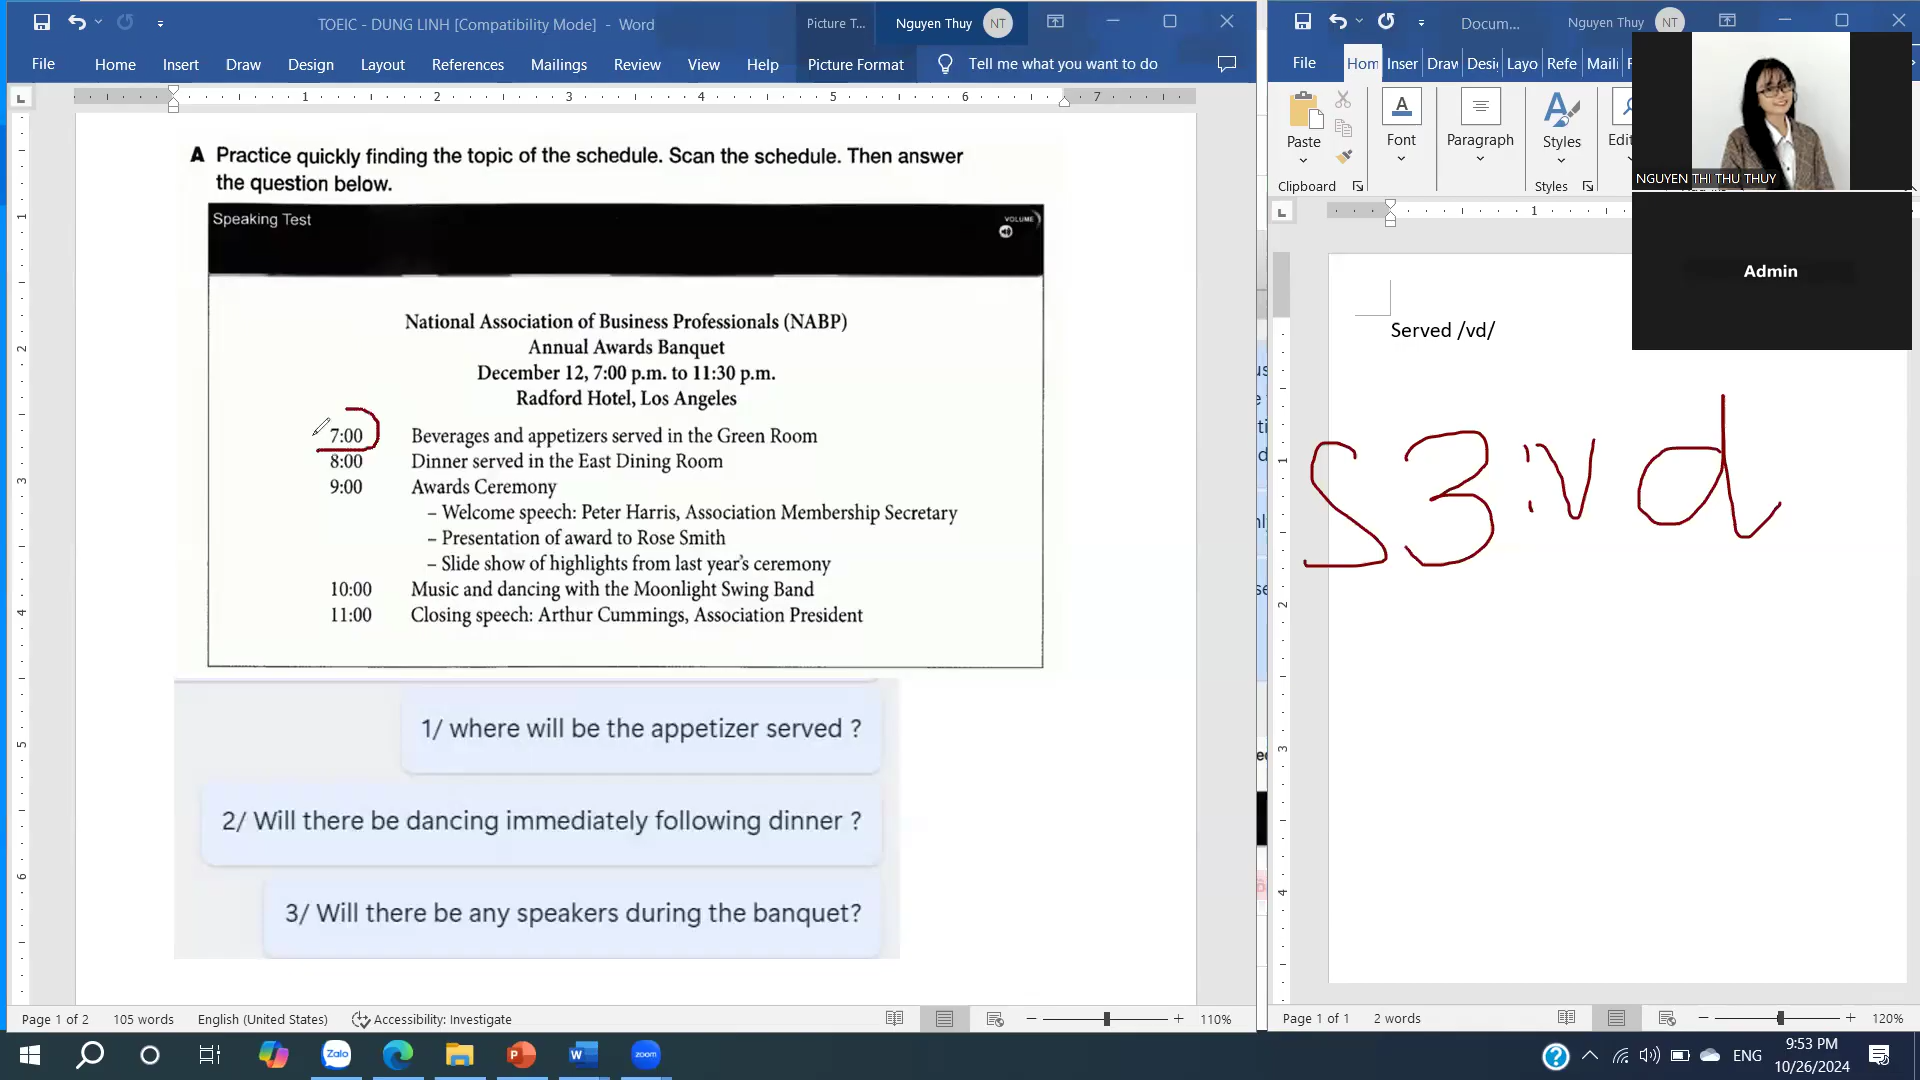 TOEIC - DUNG LINH [Compatibility Mode] - Word
Picture T...
Nguyen Thuy
NT
File
Home
Insert
Draw
Design
Layout
References
Mailings
Review
View
Help
Picture Format
Tell me what you want to do
1 2 3 4 5 6 7
A Practice quickly finding the topic of the schedule. Scan the schedule. Then answer
the question below.
Speaking Test
VOLUME
National Association of Business Professionals (NABP)
Annual Awards Banquet
December 12, 7:00 p.m. to 11:30 p.m.
Radford Hotel, Los Angeles
7:00 Beverages and appetizers served in the Green Room
8:00 Dinner served in the East Dining Room
9:00 Awards Ceremony
– Welcome speech: Peter Harris, Association Membership Secretary
– Presentation of award to Rose Smith
– Slide show of highlights from last year's ceremony
10:00 Music and dancing with the Moonlight Swing Band
11:00 Closing speech: Arthur Cummings, Association President
1/ where will be the appetizer served ?
2/ Will there be dancing immediately following dinner ?
3/ Will there be any speakers during the banquet?
Page 1 of 2
105 words
English (United States)
Accessibility: Investigate
110%
Docum...
Nguyen Thuy
NT
File
Hom
Inser
Draw
Desig
Layo
Refe
Maili
Paste
Font
Paragraph
Styles
Edit
Clipboard
Styles
NGUYEN THI THU THUY
Admin
Served /vd/
s3:vd
Page 1 of 1
2 words
120%
Zalo
zoom
ENG
9:53 PM
10/26/2024